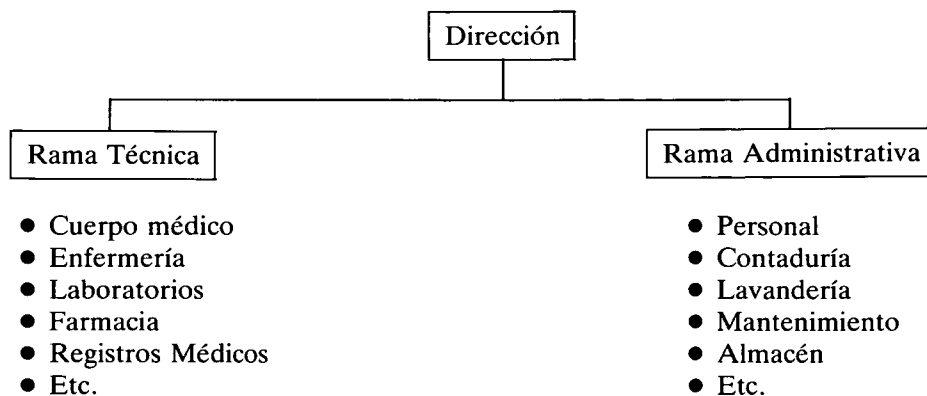 Dirección
Rama Técnica
Rama Administrativa
● Cuerpo médico
● Enfermería
● Laboratorios
● Farmacia
● Registros Médicos
● Etc.
● Personal
● Contaduría
● Lavandería
● Mantenimiento
● Almacén
● Etc.